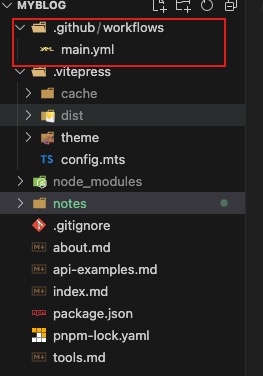 MYBLOG
.github/workflows
main.yml
.vitepress
cache
dist
theme
TS config.mts
node_modules
notes
.gitignore
about.md
api-examples.md
index.md
package.json
pnpm-lock.yaml
tools.md